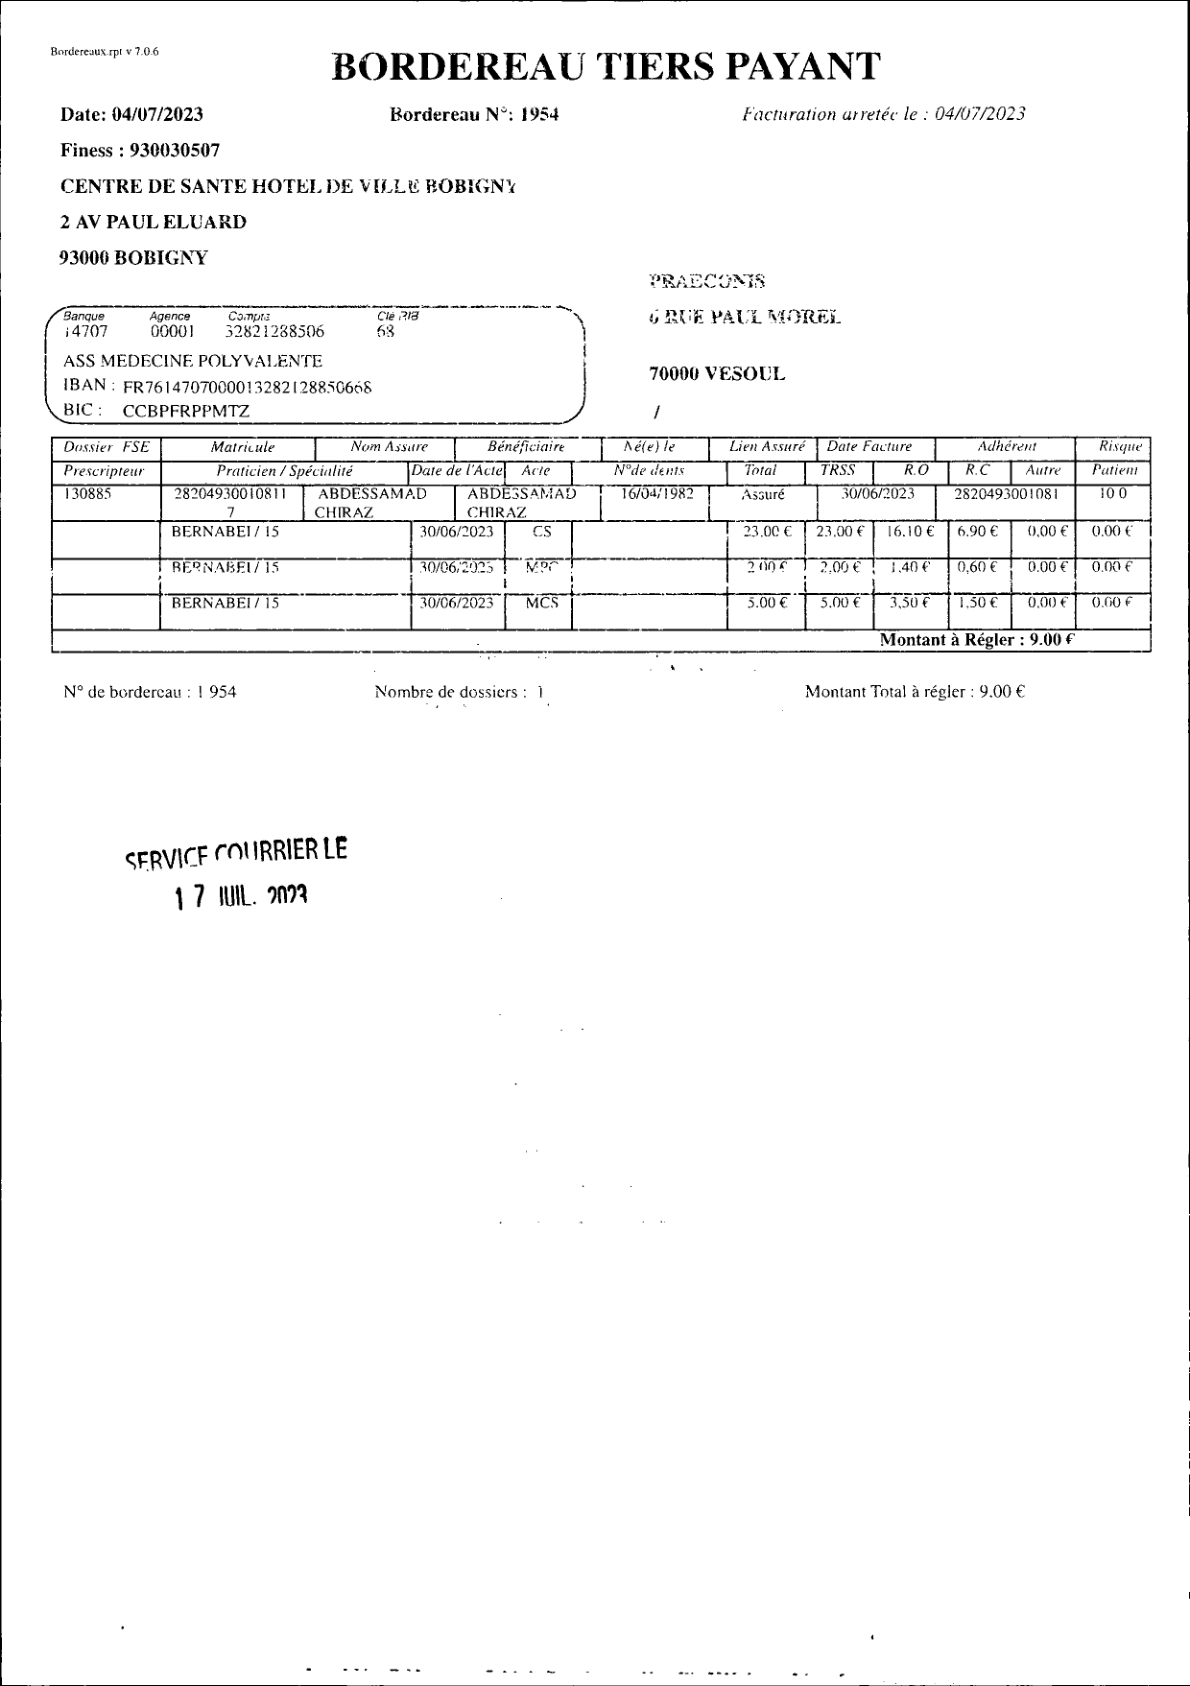 Bordereaux.rpt v 7.0.6
BORDEREAU TIERS PAYANT
Date: 04/07/2023 Bordereau N°: 1954 Facturation arretée le : 04/07/2023
Finess : 930030507
CENTRE DE SANTE HOTEL DE VILLE BOBIGNY
2 AV PAUL ELUARD
93000 BOBIGNY
PRAECONIS
6 RUE PAUL MOREL
70000 VESOUL
/
Banque Agence Compte Clé RIB
14707 00001 32821288506 68
ASS MEDECINE POLYVALENTE
IBAN : FR7614707000013282128850668
BIC : CCBPFRPPMTZ
Dossier FSE Matricule Nom Assure Bénéficiaire Né(e) le Lien Assuré Date Facture Adhérent Risque
Prescripteur Praticien / Spécialité Date de l'Acte Acte N°de dents Total TRSS R.O R.C Autre Patient
130885 28204930010811 ABDESSAMAD ABDESSAMAD 16/04/1982 Assuré 30/06/2023 2820493001081 10 0
7 CHIRAZ CHIRAZ
BERNABEI / 15 30/06/2023 CS 23.00 € 23.00 € 16.10 € 6.90 € 0.00 € 0.00 €
BERNABEI / 15 30/06/2023 MPC 2.00 € 2.00 € 1.40 € 0.60 € 0.00 € 0.00 €
BERNABEI / 15 30/06/2023 MCS 5.00 € 5.00 € 3.50 € 1.50 € 0.00 € 0.00 €
Montant à Régler : 9.00 €
N° de bordereau : 1 954 Nombre de dossiers : 1 Montant Total à régler : 9.00 €
SERVICE COURRIER LE
17 JUIL. 2023